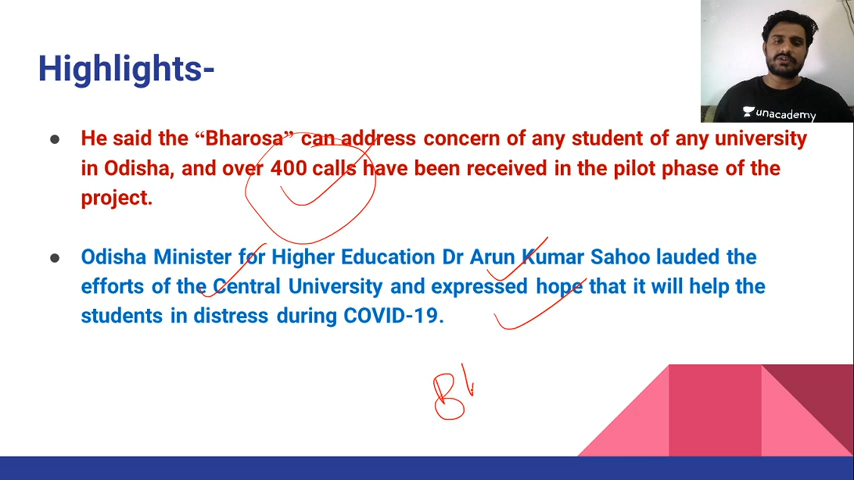 Highlights-
unacademy
● He said the “Bharosa” can address concern of any student of any university
in Odisha, and over 400 calls have been received in the pilot phase of the
project.
● Odisha Minister for Higher Education Dr Arun Kumar Sahoo lauded the
efforts of the Central University and expressed hope that it will help the
students in distress during COVID-19.